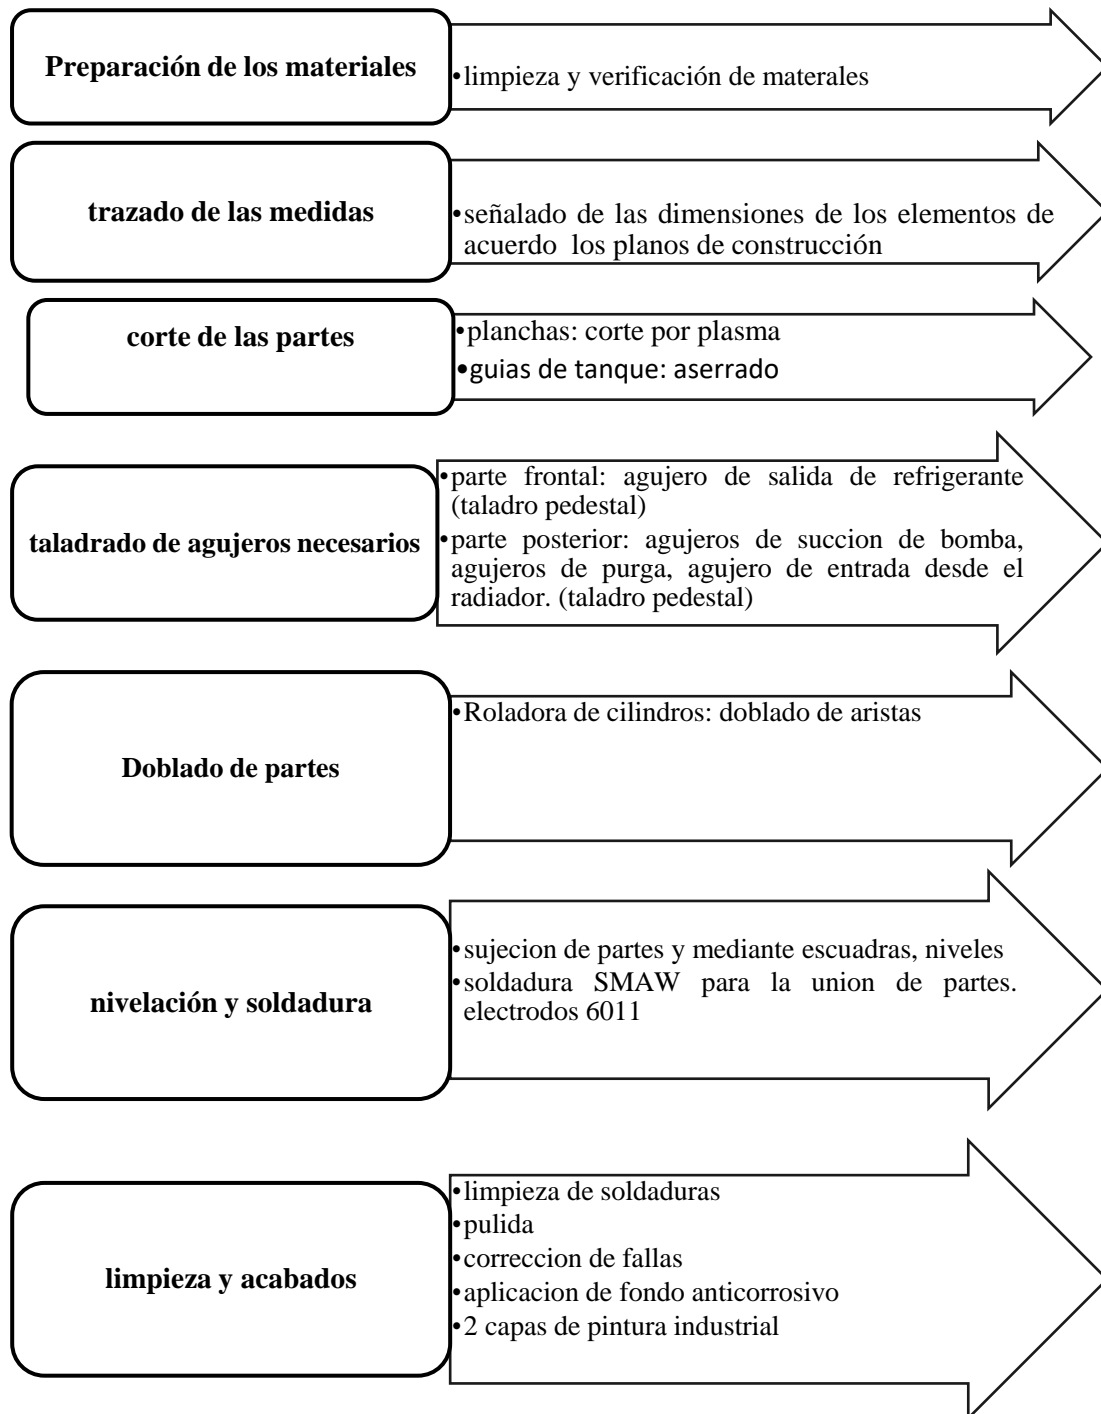 Preparación de los materiales
•limpieza y verificación de materales
trazado de las medidas
•señalado de las dimensiones de los elementos de
acuerdo los planos de construcción
corte de las partes
•planchas: corte por plasma
•guias de tanque: aserrado
taladrado de agujeros necesarios
•parte frontal: agujero de salida de refrigerante
(taladro pedestal)
•parte posterior: agujeros de succion de bomba,
agujeros de purga, agujero de entrada desde el
radiador. (taladro pedestal)
Doblado de partes
•Roladora de cilindros: doblado de aristas
nivelación y soldadura
•sujecion de partes y mediante escuadras, niveles
•soldadura SMAW para la union de partes.
electrodos 6011
limpieza y acabados
•limpieza de soldaduras
•pulida
•correccion de fallas
•aplicacion de fondo anticorrosivo
•2 capas de pintura industrial